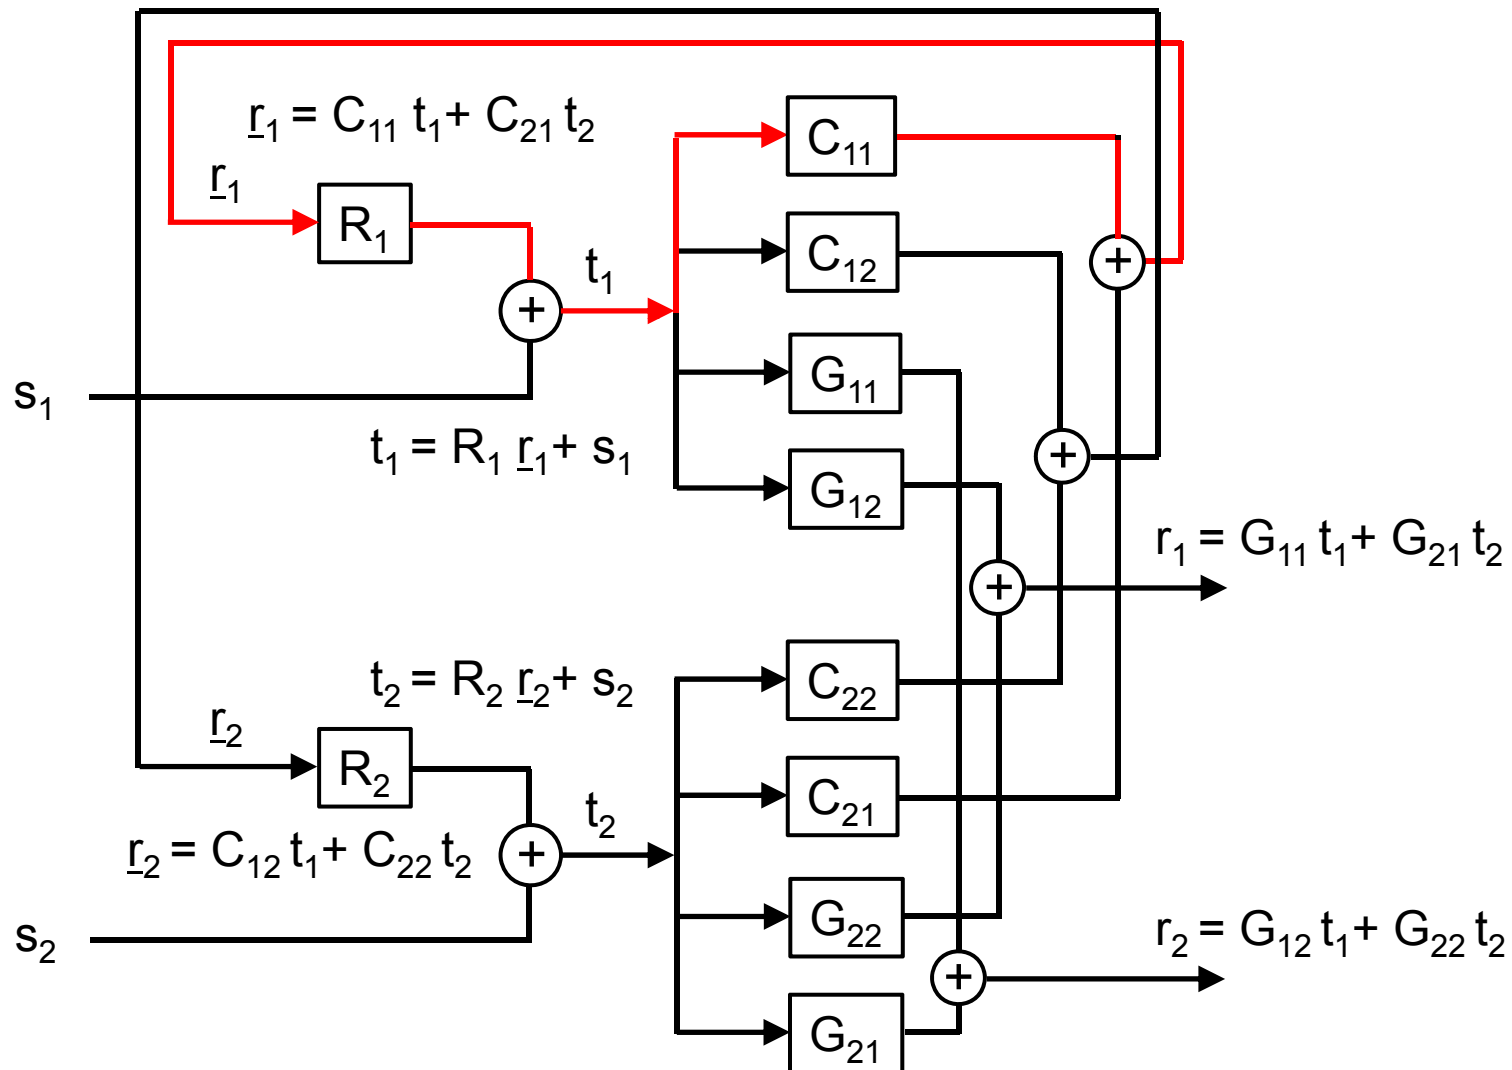 r₁ = C₁₁ t₁+ C₂₁ t₂
C₁₁
r₁
R₁
C₁₂
+
t₁
+
G₁₁
s₁
t₁ = R₁ r₁+ s₁
+
G₁₂
r₁ = G₁₁ t₁+ G₂₁ t₂
+
t₂ = R₂ r₂+ s₂
C₂₂
r₂
R₂
C₂₁
t₂
r₂ = C₁₂ t₁+ C₂₂ t₂
+
G₂₂
s₂
r₂ = G₁₂ t₁+ G₂₂ t₂
+
G₂₁